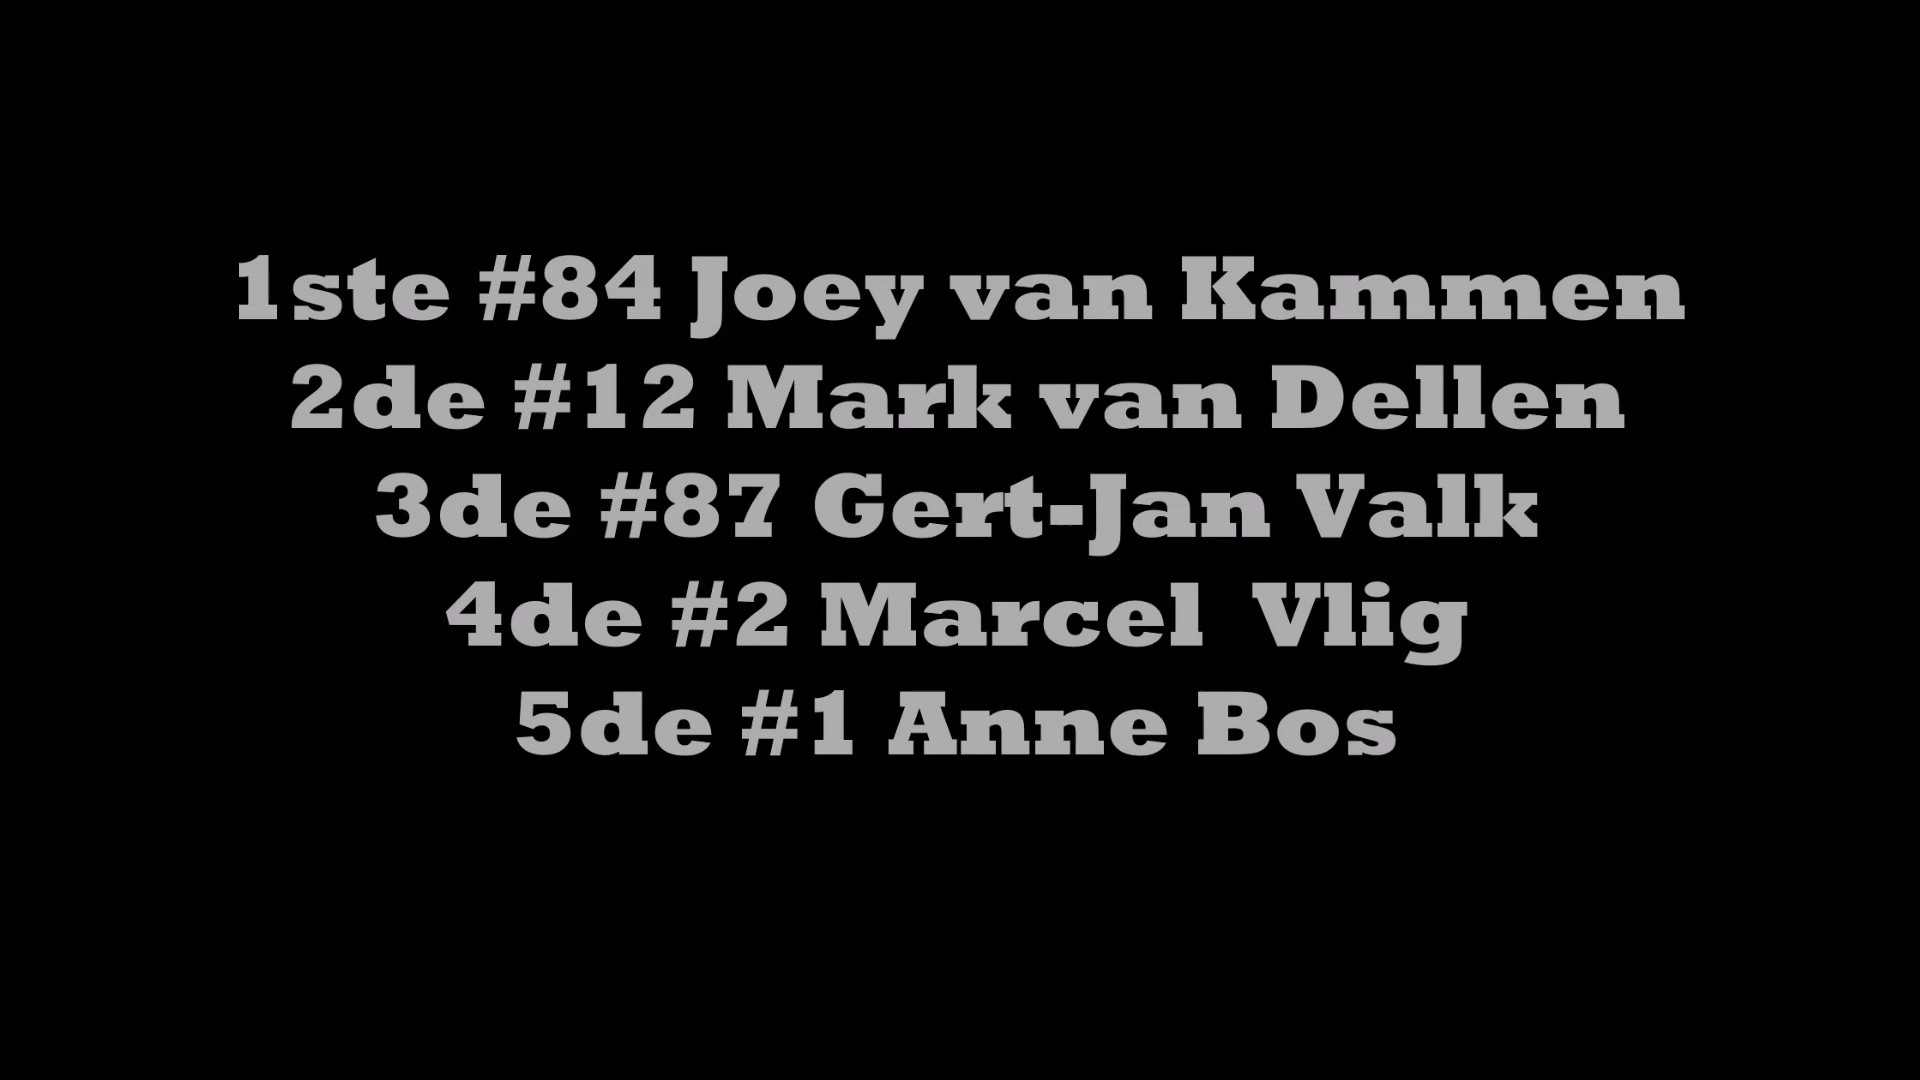 1ste #84 Joey van Kammen
2de #12 Mark van Dellen
3de #87 Gert-Jan Valk
4de #2 Marcel  Vlig
5de #1 Anne Bos